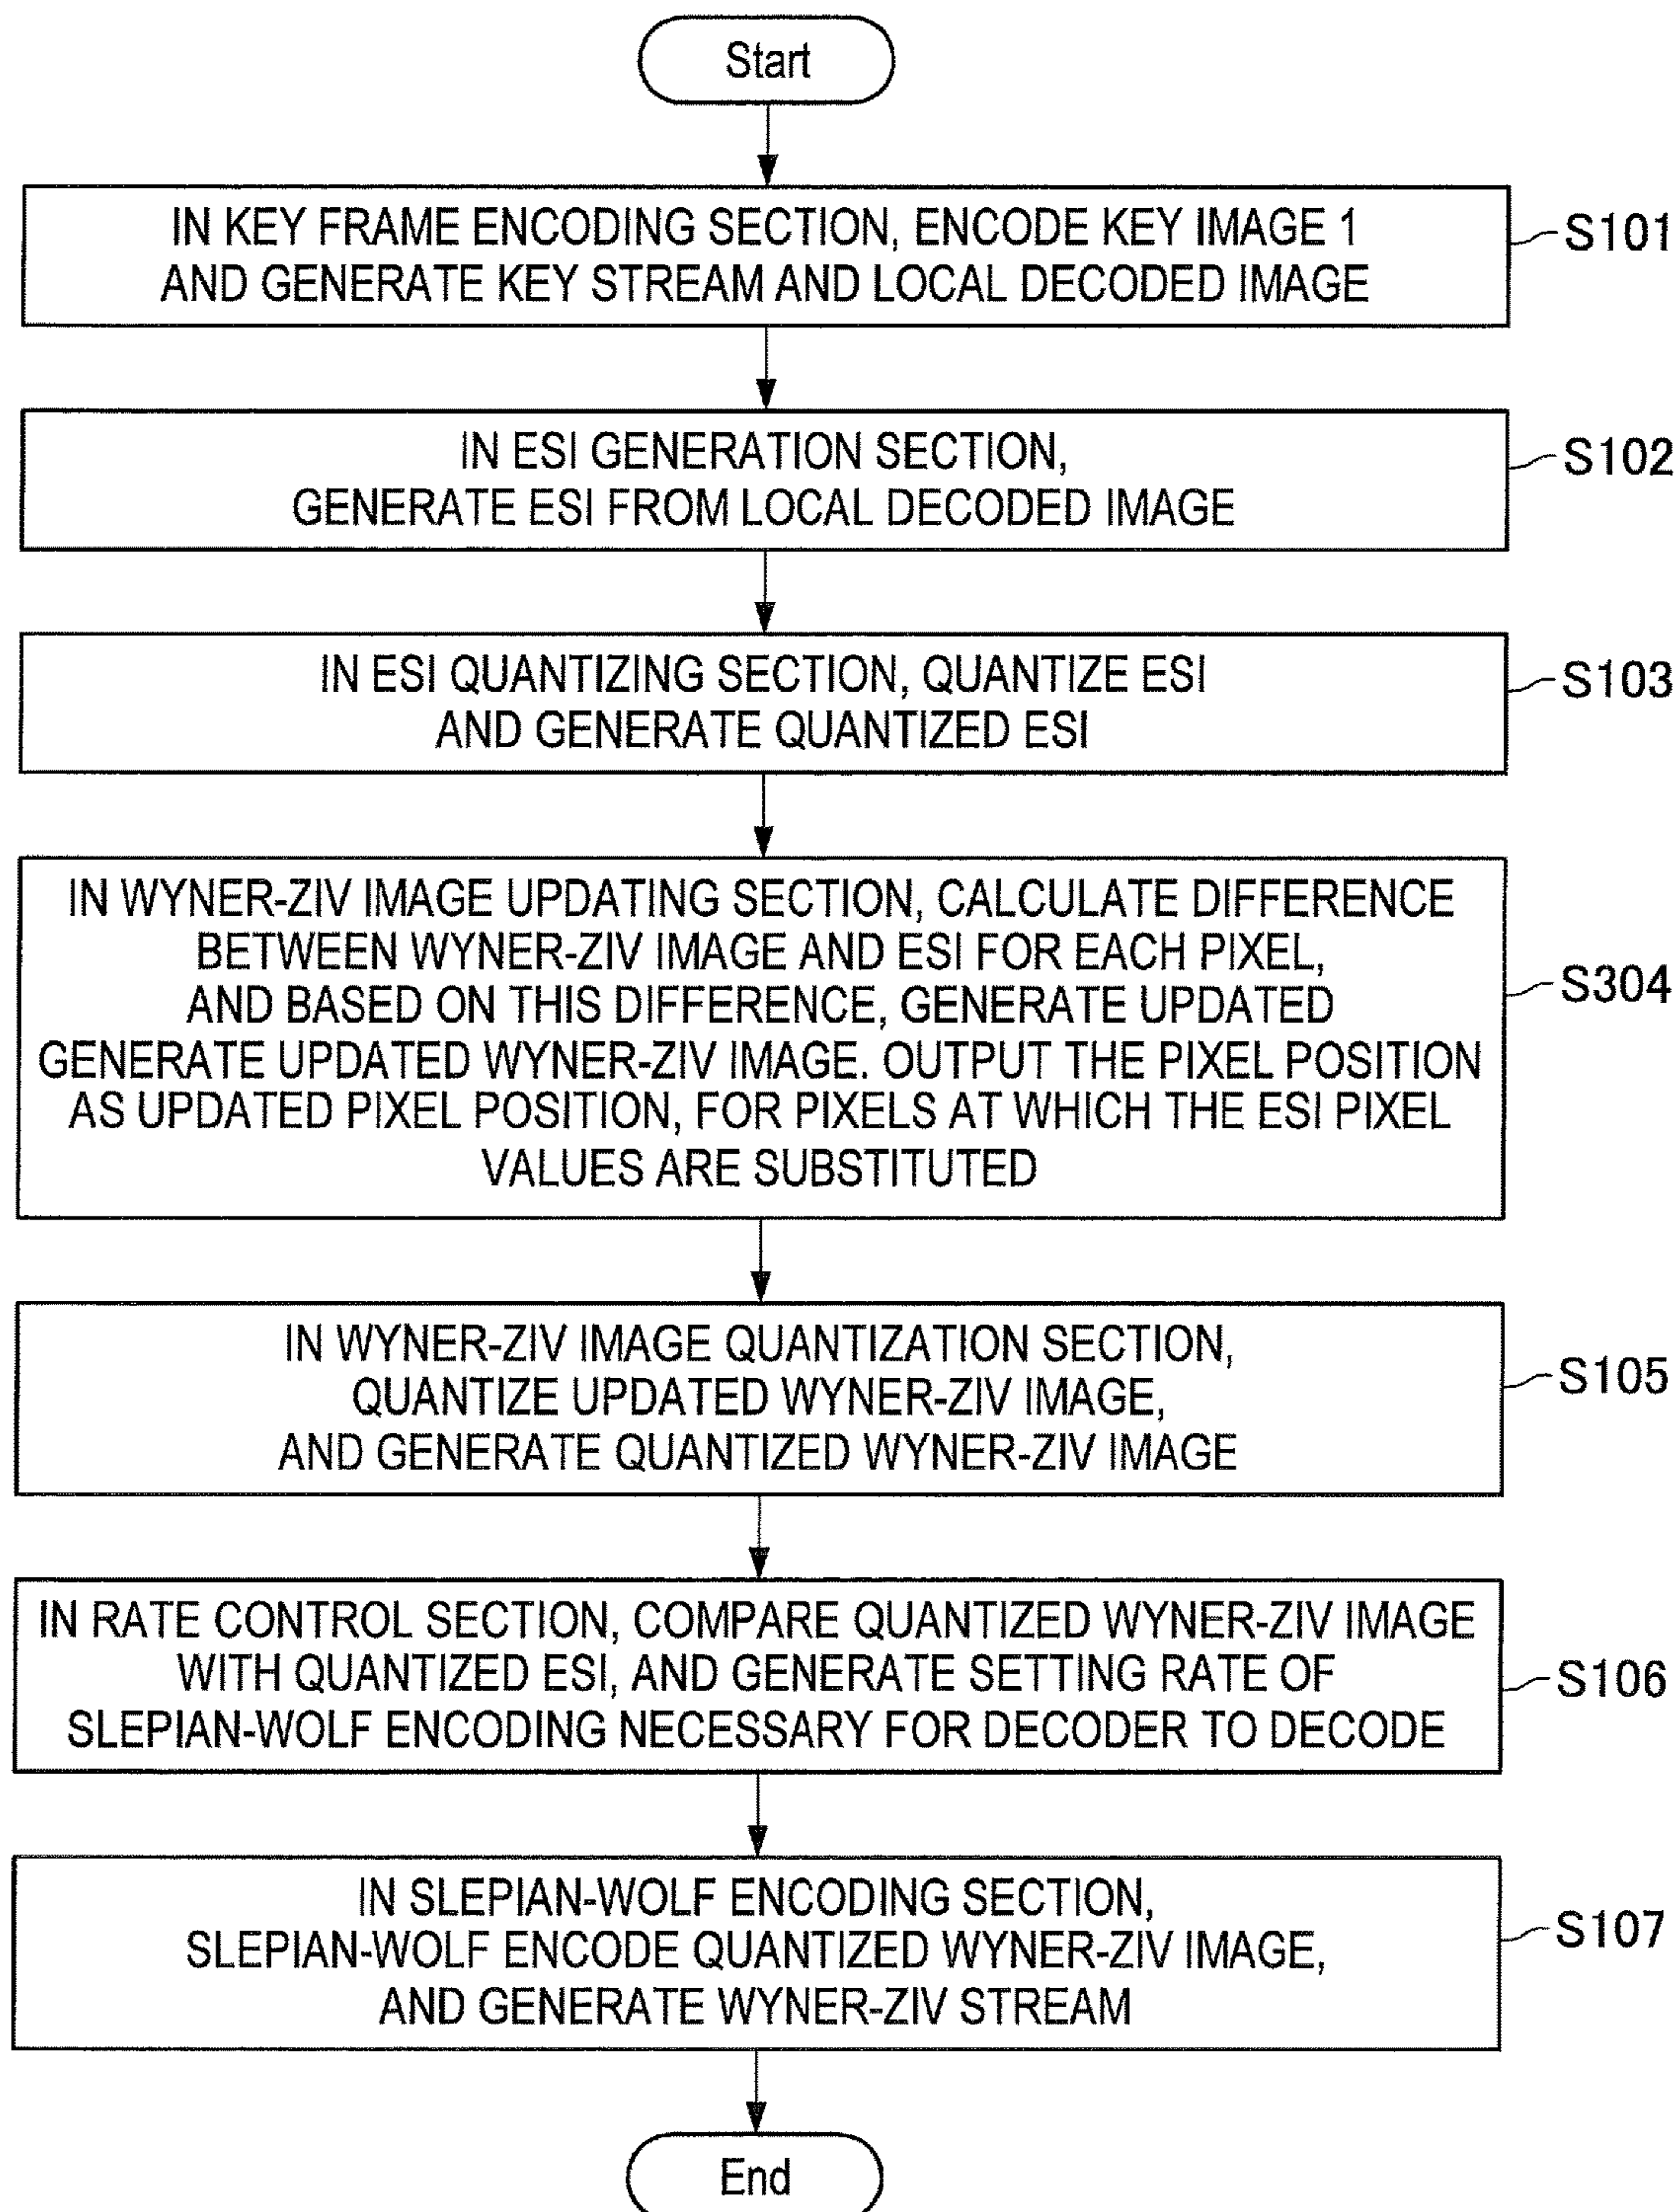 Start
IN KEY FRAME ENCODING SECTION, ENCODE KEY IMAGE 1
AND GENERATE KEY STREAM AND LOCAL DECODED IMAGE
S101
IN ESI GENERATION SECTION,
GENERATE ESI FROM LOCAL DECODED IMAGE
S102
IN ESI QUANTIZING SECTION, QUANTIZE ESI
AND GENERATE QUANTIZED ESI
S103
IN WYNER-ZIV IMAGE UPDATING SECTION, CALCULATE DIFFERENCE
BETWEEN WYNER-ZIV IMAGE AND ESI FOR EACH PIXEL,
AND BASED ON THIS DIFFERENCE, GENERATE UPDATED
GENERATE UPDATED WYNER-ZIV IMAGE. OUTPUT THE PIXEL POSITION
AS UPDATED PIXEL POSITION, FOR PIXELS AT WHICH THE ESI PIXEL
VALUES ARE SUBSTITUTED
S304
IN WYNER-ZIV IMAGE QUANTIZATION SECTION,
QUANTIZE UPDATED WYNER-ZIV IMAGE,
AND GENERATE QUANTIZED WYNER-ZIV IMAGE
S105
IN RATE CONTROL SECTION, COMPARE QUANTIZED WYNER-ZIV IMAGE
WITH QUANTIZED ESI, AND GENERATE SETTING RATE OF
SLEPIAN-WOLF ENCODING NECESSARY FOR DECODER TO DECODE
S106
IN SLEPIAN-WOLF ENCODING SECTION,
SLEPIAN-WOLF ENCODE QUANTIZED WYNER-ZIV IMAGE,
AND GENERATE WYNER-ZIV STREAM
S107
End